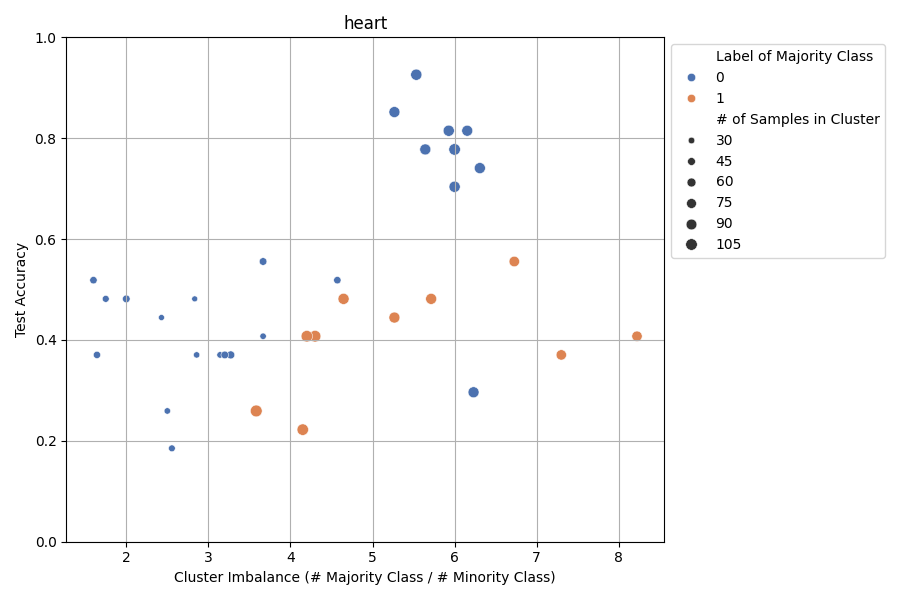 heart
Test Accuracy
1.0
0.8
0.6
0.4
0.2
0.0
2 3 4 5 6 7 8
Cluster Imbalance (# Majority Class / # Minority Class)
Label of Majority Class
0
1
# of Samples in Cluster
30
45
60
75
90
105